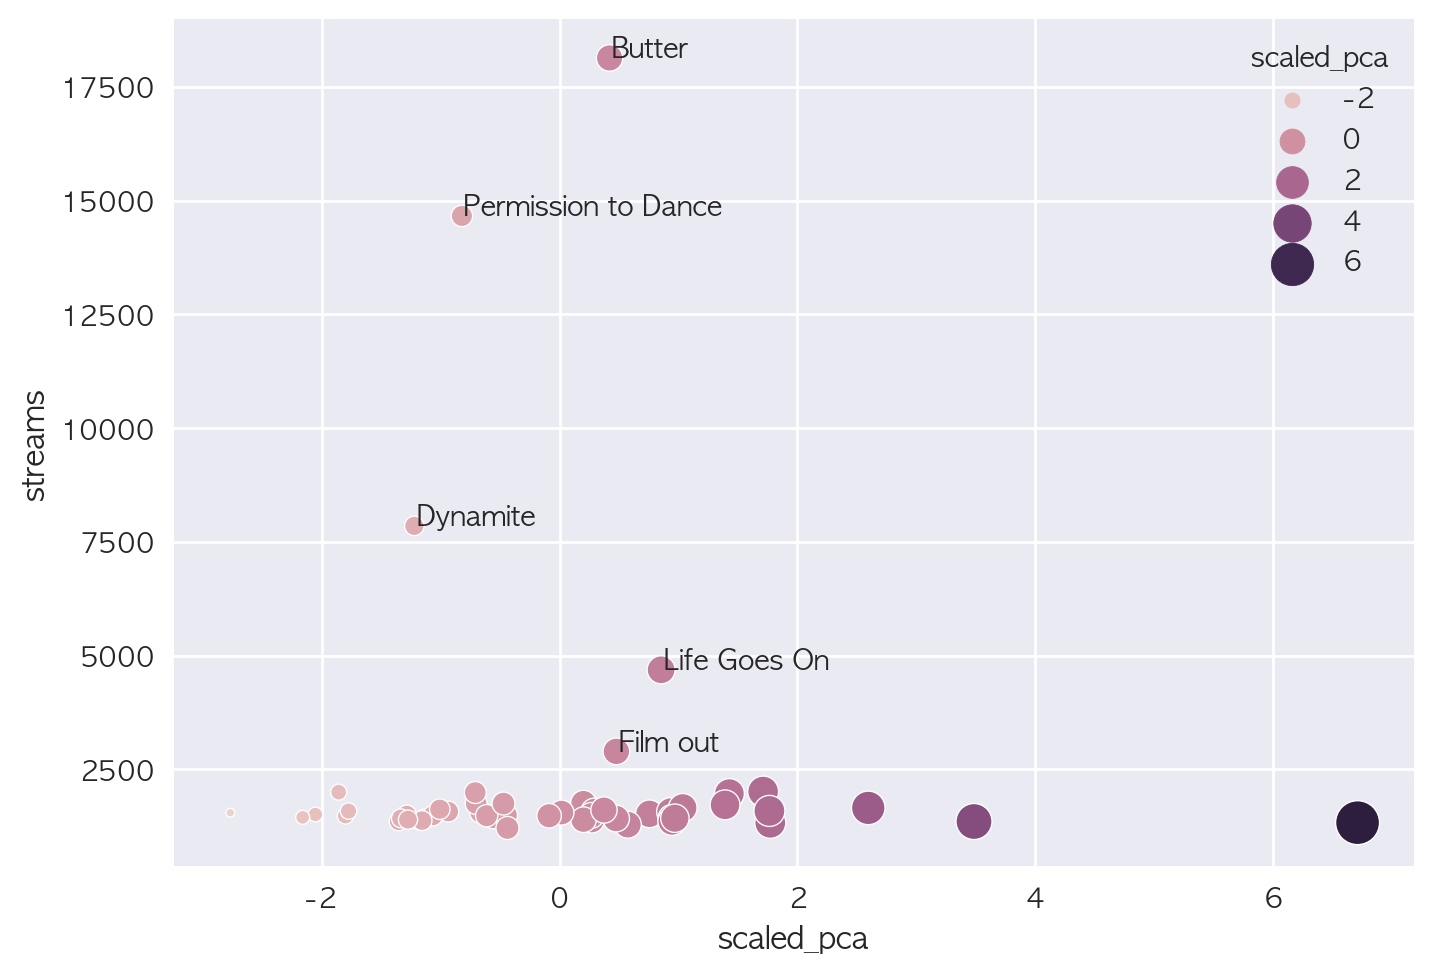 Butter
scaled_pca
17500
-2
0
2
Permission to Dance
15000
4
6
12500
streams
10000
Dynamite
7500
Life Goes On
5000
Film out
2500
-2
0
2
4
6
scaled_pca